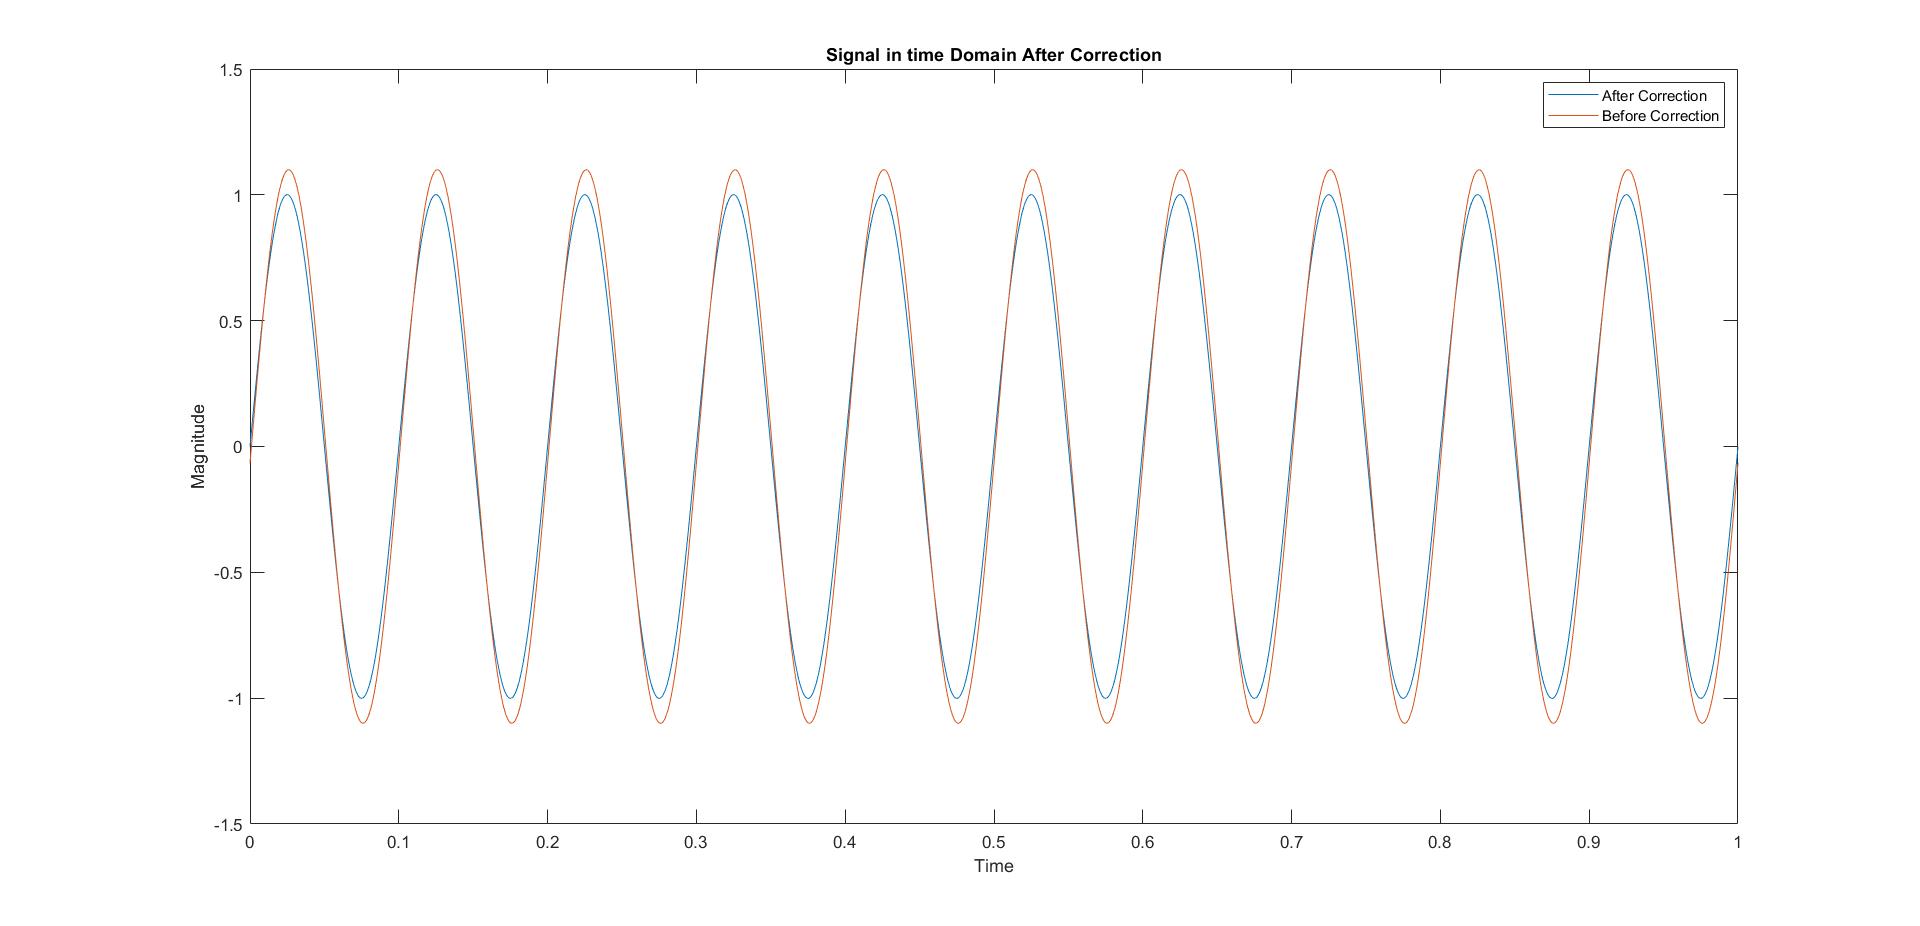 Signal in time Domain After Correction
1.5
After Correction
Before Correction
1
0.5
0
Magnitude
-0.5
-1
-1.5
0 0.1 0.2 0.3 0.4 0.5 0.6 0.7 0.8 0.9 1
Time